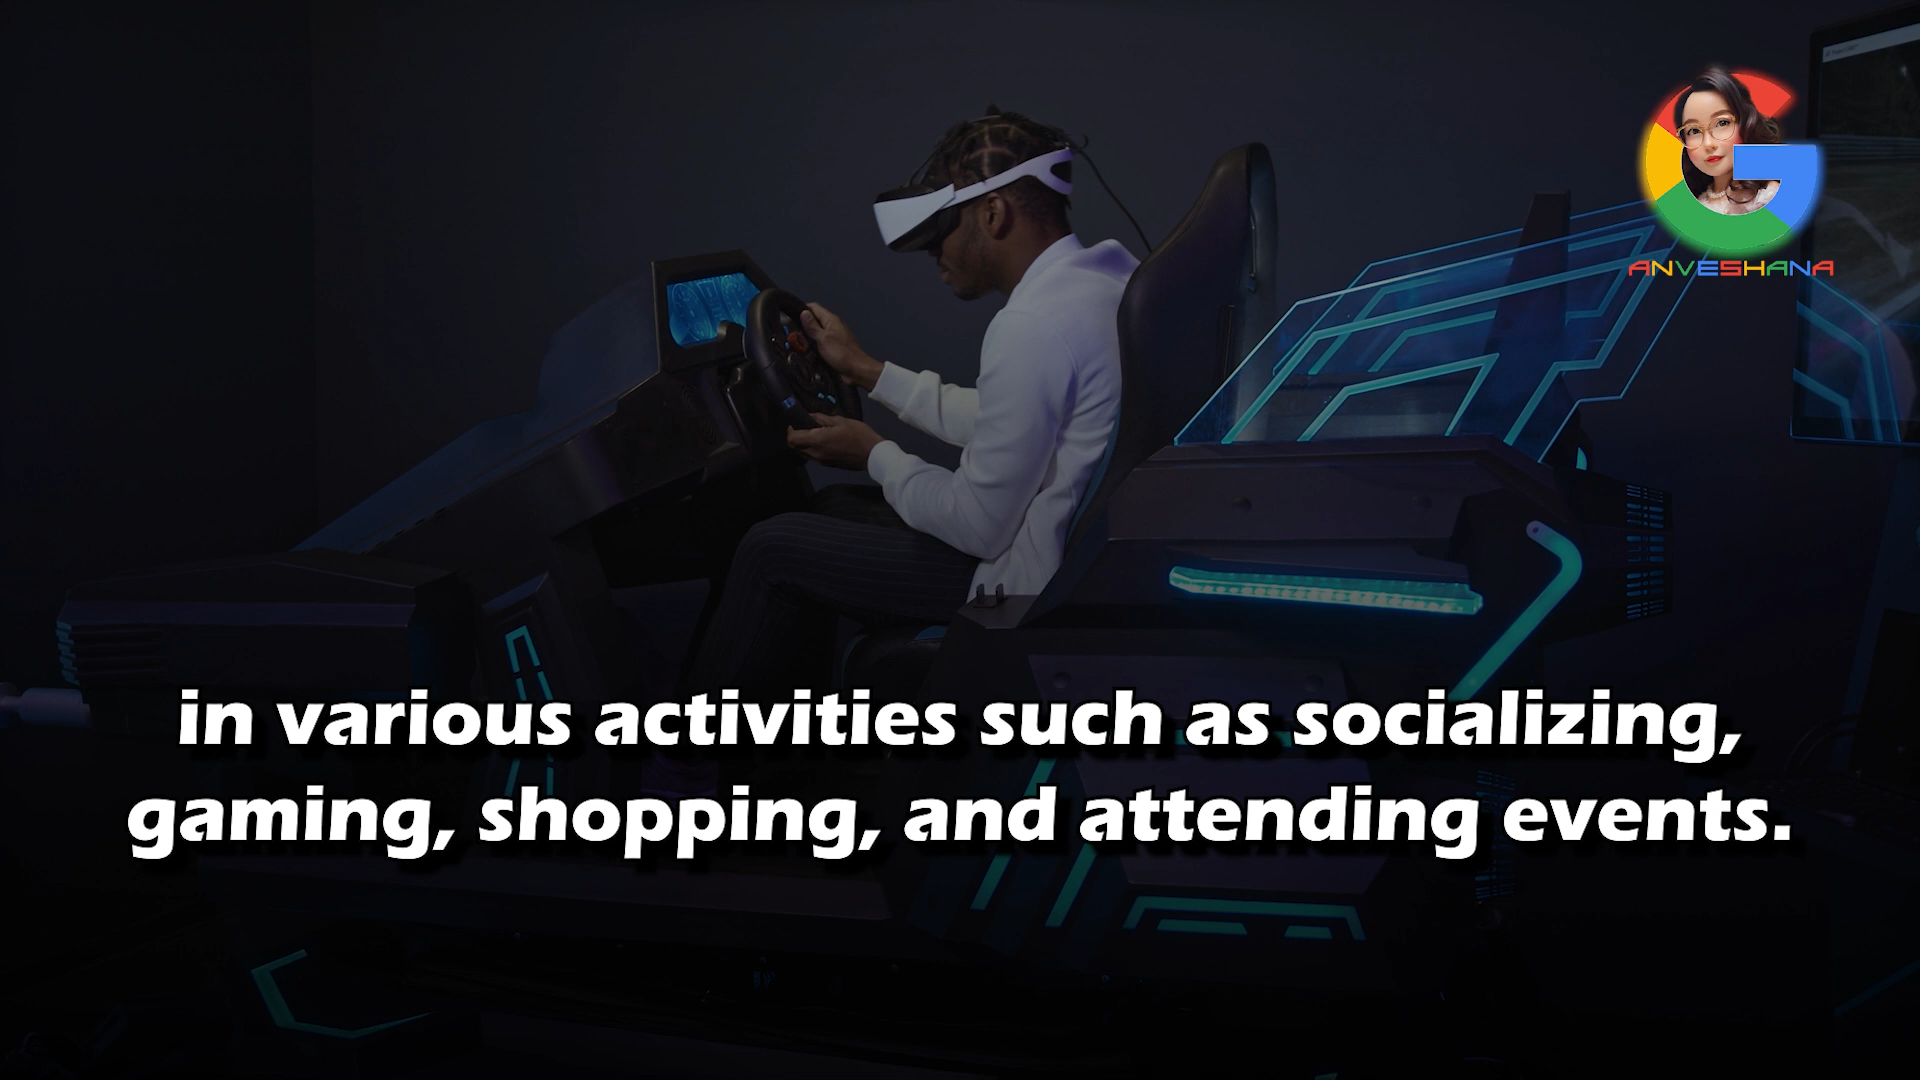 ANVESHANA
in various activities such as socializing,
gaming, shopping, and attending events.